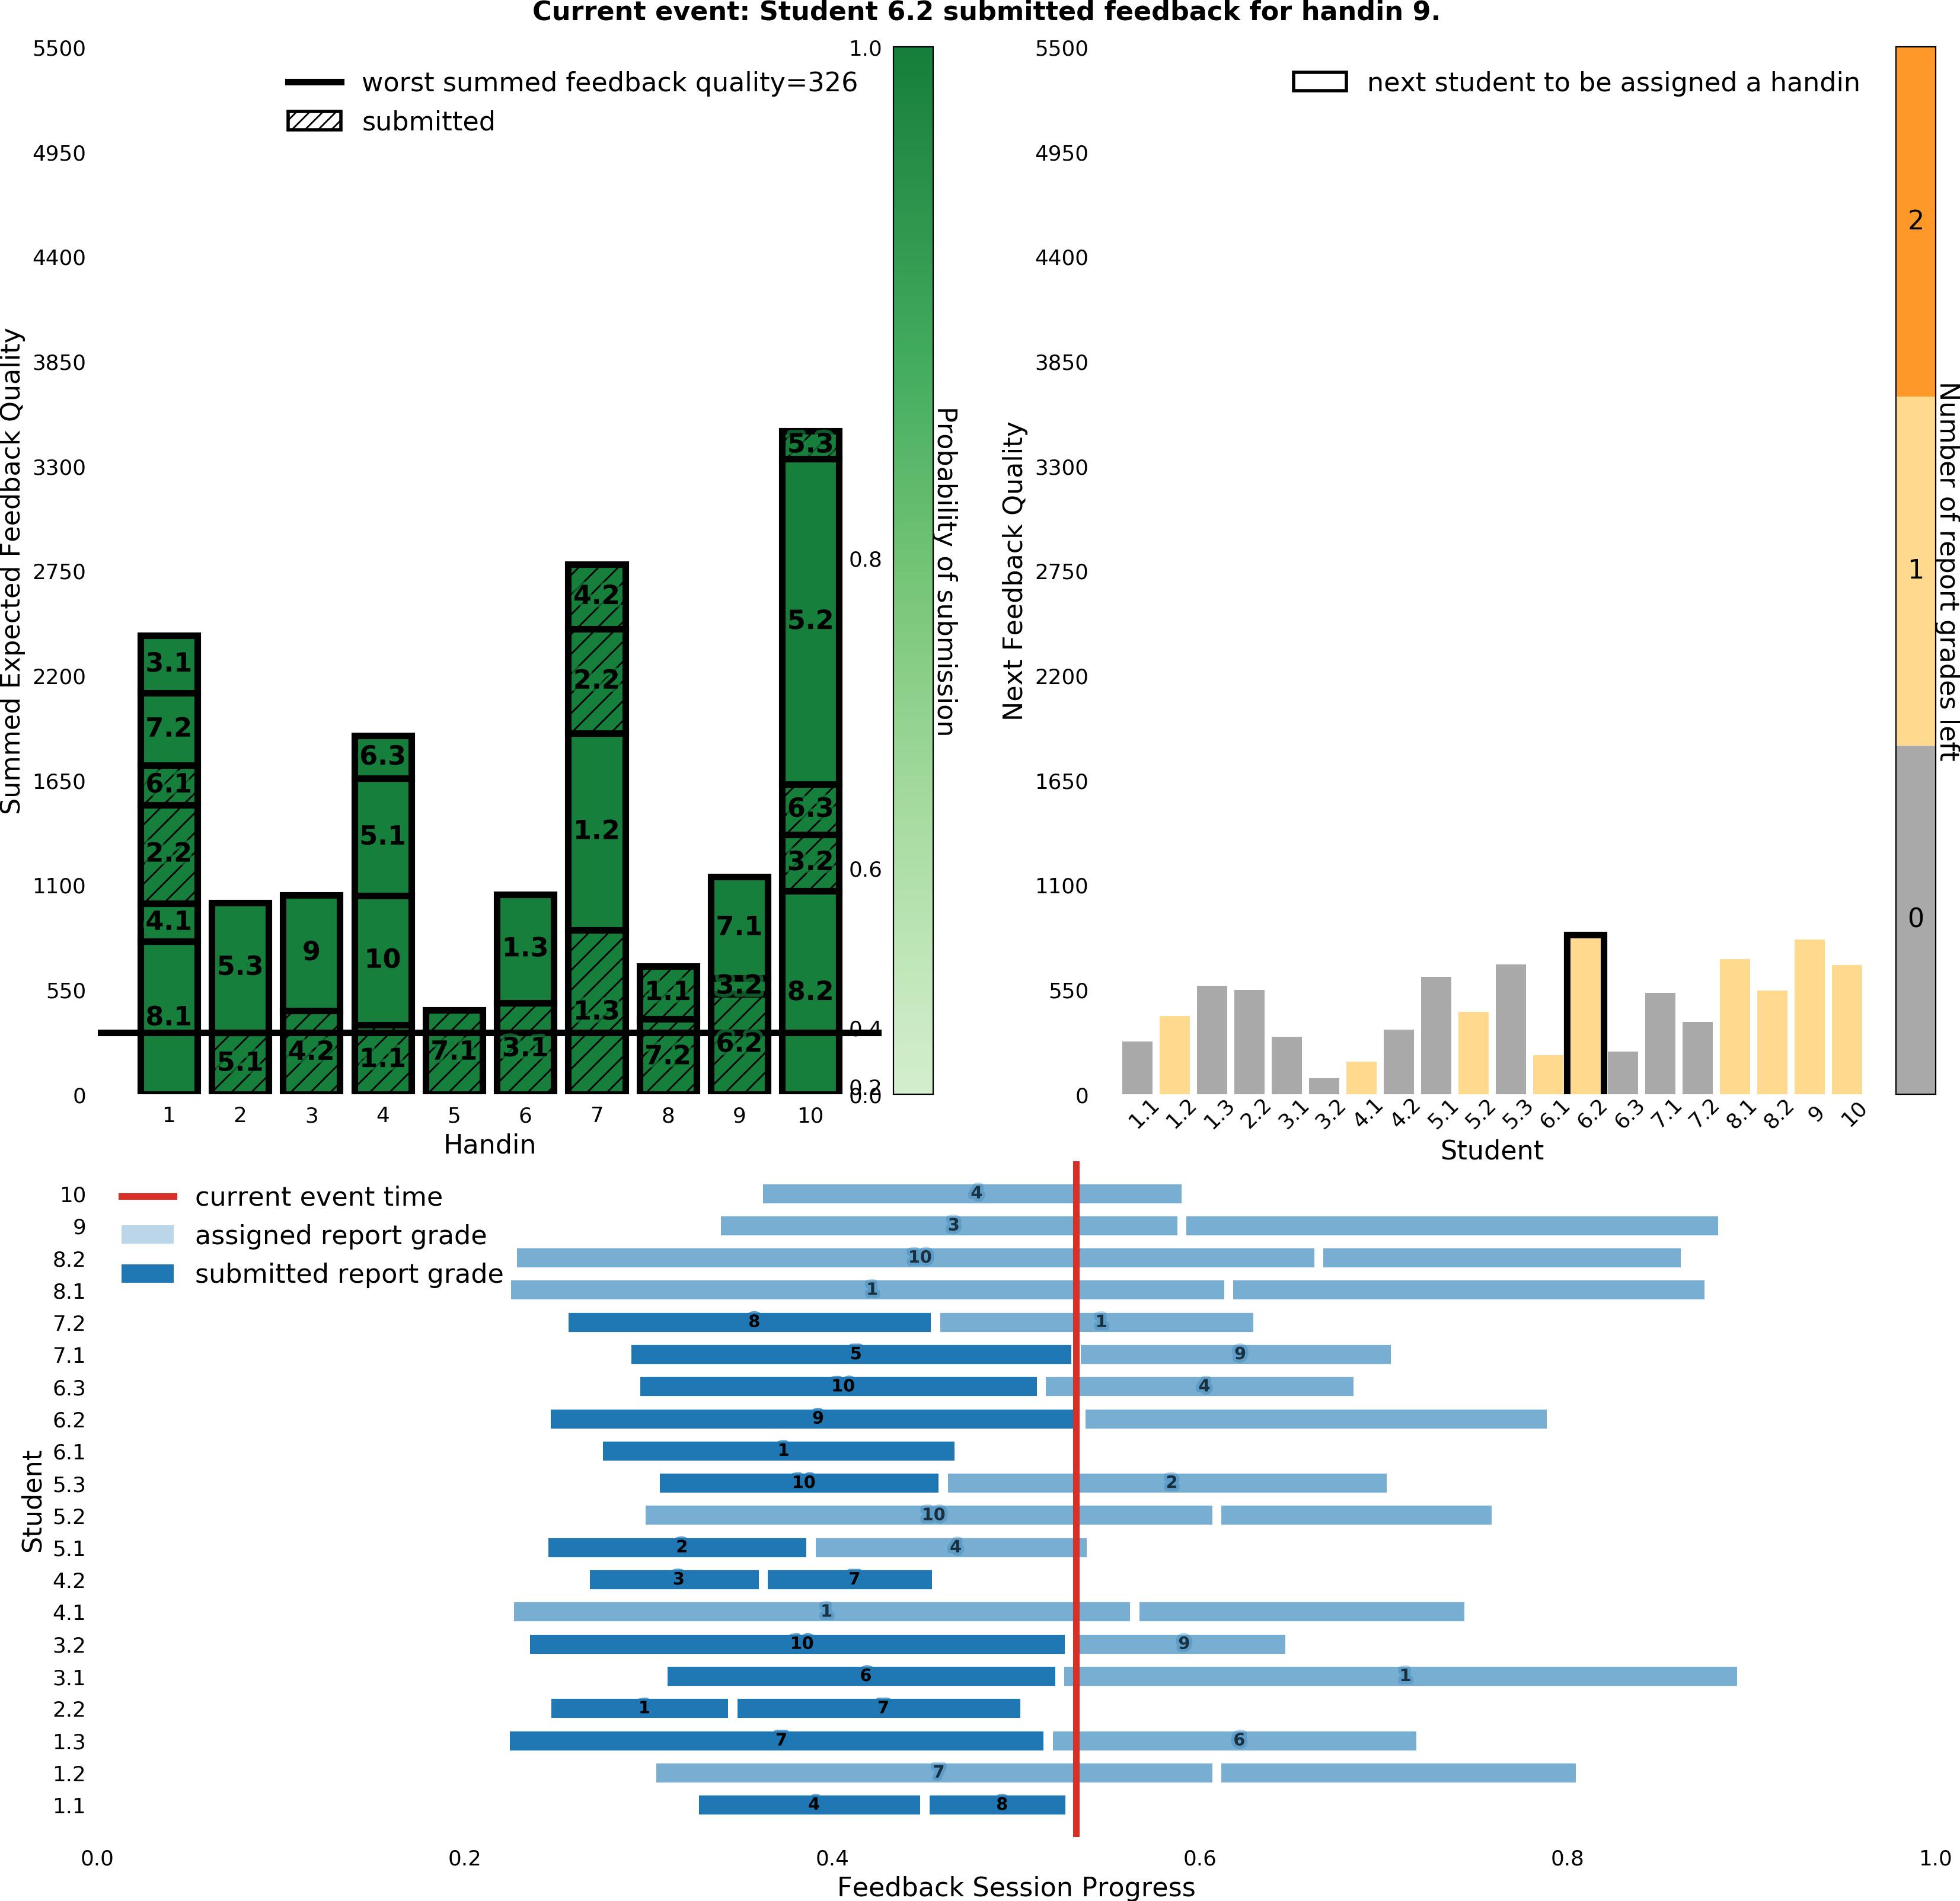 Current event: Student 6.2 submitted feedback for handin 9.
5500
4950
4400
3850
3300
2750
2200
1650
1100
550
0
Summed Expected Feedback Quality
worst summed feedback quality=326
submitted
3.1
7.2
6.1
2.2
4.1
8.1
5.3
5.1
9
4.2
6.3
5.1
10
1.1
7.1
1.3
3.1
4.2
2.2
1.2
1.3
1.1
7.2
7.1
3.2
6.2
5.3
5.2
6.3
3.2
8.2
1 2 3 4 5 6 7 8 9 10
Handin
1.0
0.8
0.6
0.4
0.2
0.0
Probability of submission
5500
4950
4400
3850
3300
2750
2200
1650
1100
550
0
Next Feedback Quality
next student to be assigned a handin
1.1 1.2 1.3 2.2 3.1 3.2 4.1 4.2 5.1 5.2 5.3 6.1 6.2 6.3 7.1 7.2 8.1 8.2 9 10
Student
2
1
0
Number of report grades left
current event time
assigned report grade
submitted report grade
Student
10 4
9 3
8.2 10
8.1 1
7.2 8 1
7.1 5 9
6.3 10 4
6.2 9
6.1 1
5.3 10 2
5.2 10
5.1 2 4
4.2 3 7
4.1 1
3.2 10 9
3.1 6 1
2.2 1 7
1.3 7 6
1.2 7
1.1 4 8
0.0 0.2 0.4 0.6 0.8 1.0
Feedback Session Progress